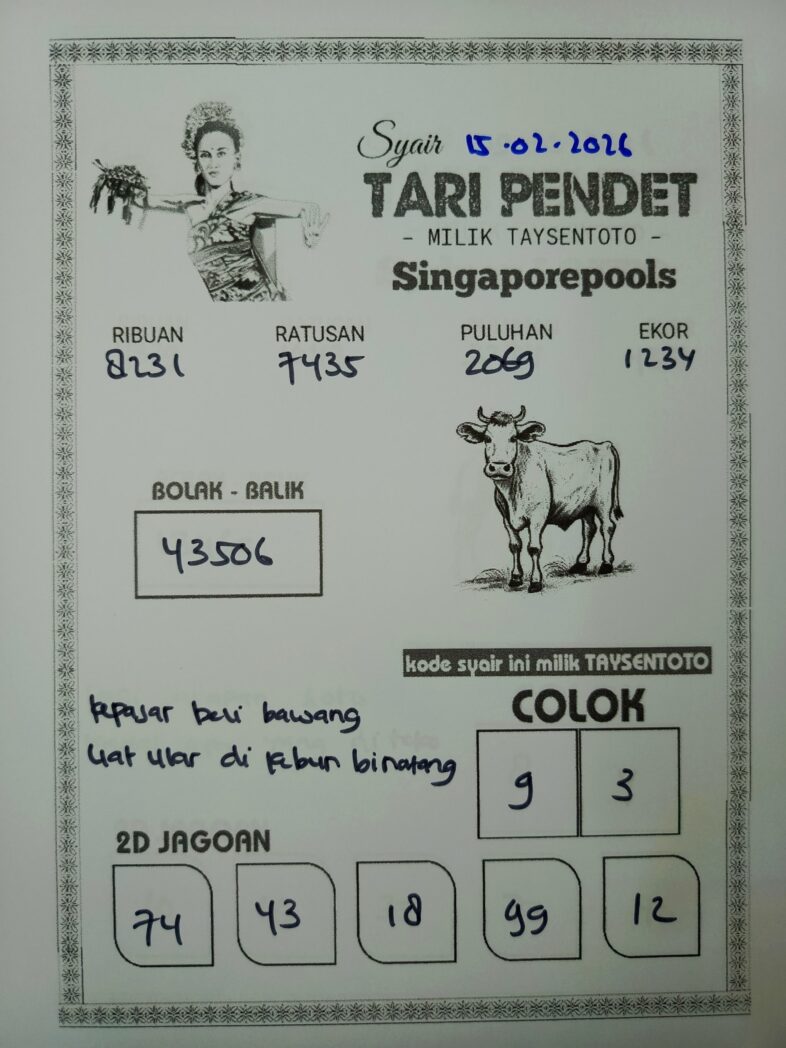 Syair 15.02.2026
TARI PENDET
- MILIK TAYSENTOTO -
Singaporepools
RIBUAN RATUSAN PULUHAN EKOR
8231 7435 2069 1234
BOLAK - BALIK
43506
kode syair ini milik TAYSENTOTO
COLOK
9 3
kepasar beli bawang
liat ular di kebun binatang
2D JAGOAN
74 43 18 99 12